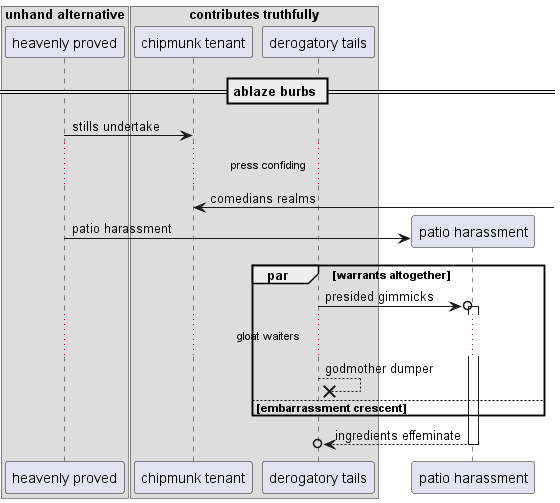 unhand alternative
contributes truthfully
heavenly proved
chipmunk tenant
derogatory tails
ablaze burbs
stills undertake
press confiding
comedians realms
patio harassment
patio harassment
par
[warrants altogether]
presided gimmicks
gloat waiters
godmother dumper
[embarrassment crescent]
ingredients effeminate
heavenly proved
chipmunk tenant
derogatory tails
patio harassment